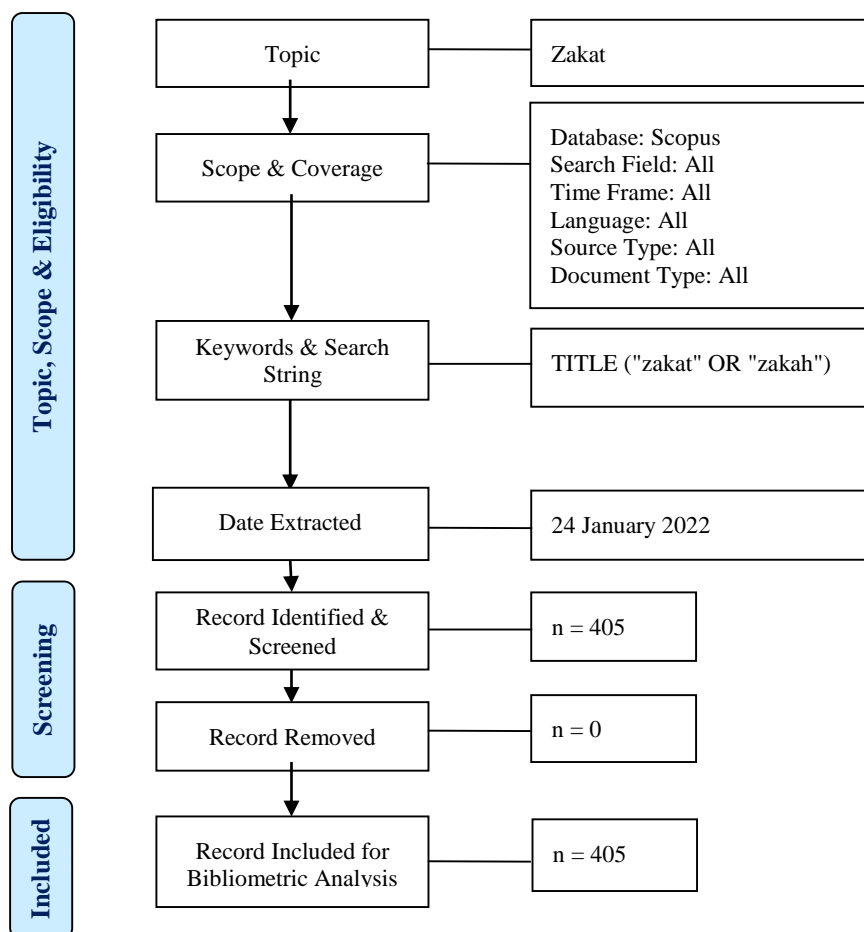 Topic, Scope & Eligibility
Topic
Zakat
Scope & Coverage
Database: Scopus
Search Field: All
Time Frame: All
Language: All
Source Type: All
Document Type: All
Keywords & Search
String
TITLE ("zakat" OR "zakah")
Date Extracted
24 January 2022
Screening
Record Identified &
Screened
n = 405
Record Removed
n = 0
Included
Record Included for
Bibliometric Analysis
n = 405